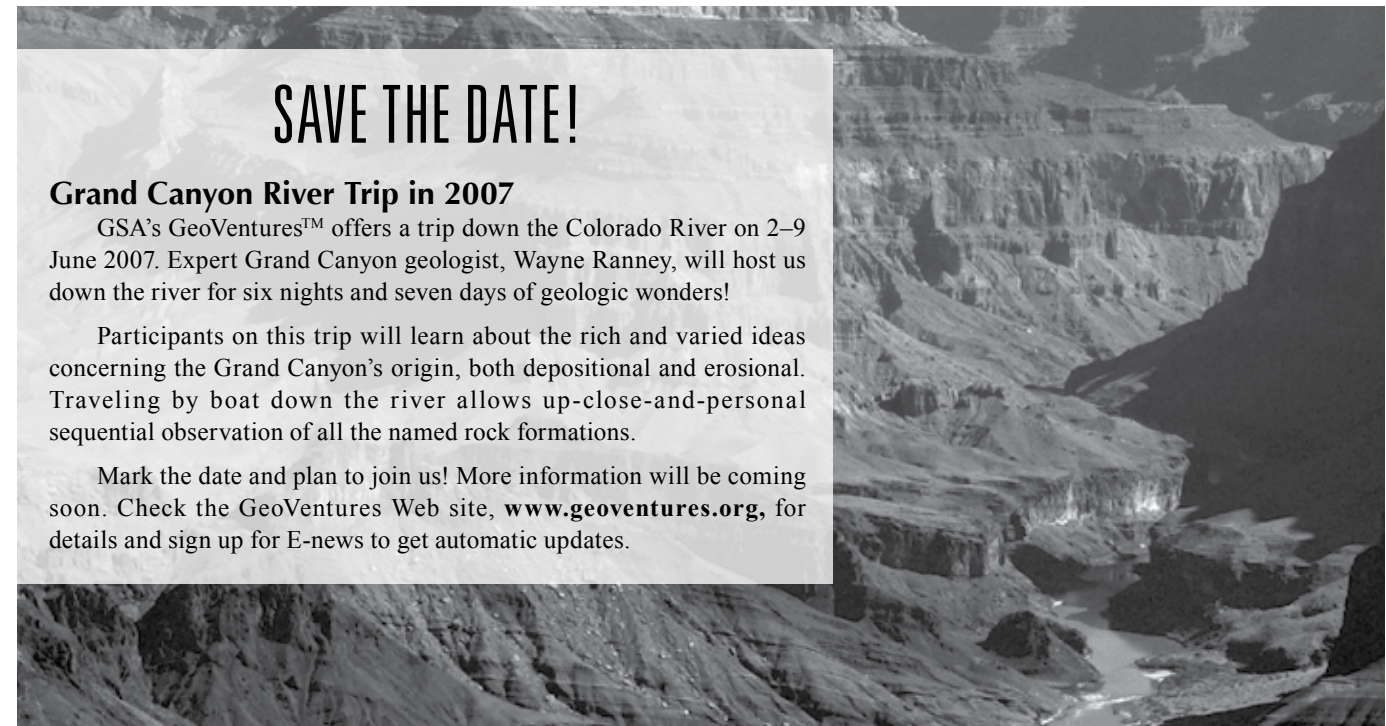 SAVE THE DATE!
Grand Canyon River Trip in 2007
GSA’s GeoVentures™ offers a trip down the Colorado River on 2–9
June 2007. Expert Grand Canyon geologist, Wayne Ranney, will host us
down the river for six nights and seven days of geologic wonders!
Participants on this trip will learn about the rich and varied ideas
concerning the Grand Canyon’s origin, both depositional and erosional.
Traveling by boat down the river allows up-close-and-personal
sequential observation of all the named rock formations.
Mark the date and plan to join us! More information will be coming
soon. Check the GeoVentures Web site, www.geoventures.org, for
details and sign up for E-news to get automatic updates.